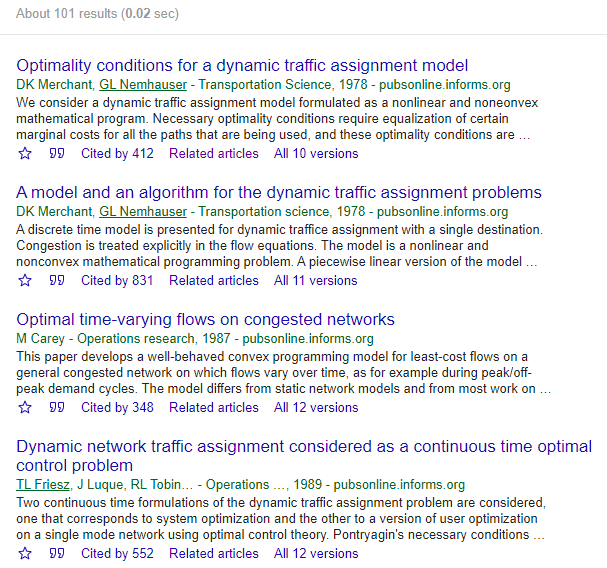 About 101 results (0.02 sec)
Optimality conditions for a dynamic traffic assignment model
DK Merchant, GL Nemhauser - Transportation Science, 1978 - pubsonline.informs.org
We consider a dynamic traffic assignment model formulated as a nonlinear and noneonvex
mathematical program. Necessary optimality conditions require equalization of certain
marginal costs for all the paths that are being used, and these optimality conditions are …
Cited by 412 Related articles All 10 versions
A model and an algorithm for the dynamic traffic assignment problems
DK Merchant, GL Nemhauser - Transportation science, 1978 - pubsonline.informs.org
A discrete time model is presented for dynamic traffice assignment with a single destination.
Congestion is treated explicitly in the flow equations. The model is a nonlinear and
nonconvex mathematical programming problem. A piecewise linear version of the model …
Cited by 831 Related articles All 11 versions
Optimal time-varying flows on congested networks
M Carey - Operations research, 1987 - pubsonline.informs.org
This paper develops a well-behaved convex programming model for least-cost flows on a
general congested network on which flows vary over time, as for example during peak/off-
peak demand cycles. The model differs from static network models and from most work on …
Cited by 348 Related articles All 12 versions
Dynamic network traffic assignment considered as a continuous time optimal
control problem
TL Friesz, J Luque, RL Tobin… - Operations …, 1989 - pubsonline.informs.org
Two continuous time formulations of the dynamic traffic assignment problem are considered,
one that corresponds to system optimization and the other to a version of user optimization
on a single mode network using optimal control theory. Pontryagin's necessary conditions …
Cited by 552 Related articles All 12 versions